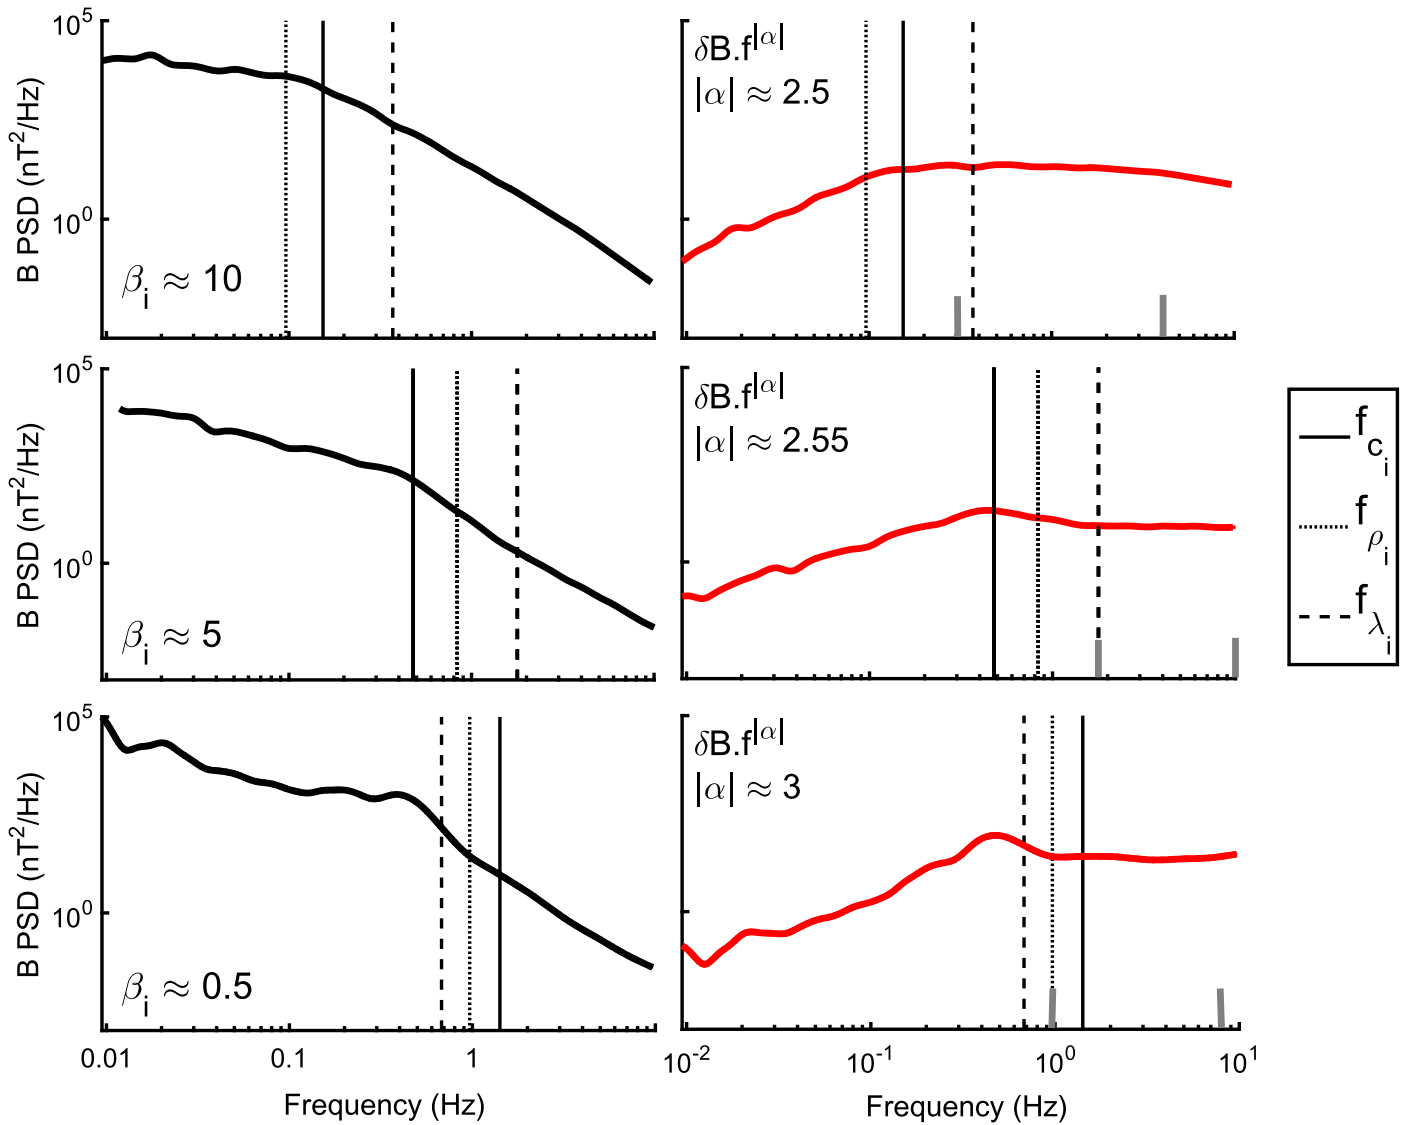 10^5
10^0
B PSD (nT^2/Hz)
β_i ≈ 10
δB.f^|α|
|α| ≈ 2.5
10^5
10^0
B PSD (nT^2/Hz)
β_i ≈ 5
δB.f^|α|
|α| ≈ 2.55
f_c_i
f_ρ_i
f_λ_i
10^5
10^0
B PSD (nT^2/Hz)
β_i ≈ 0.5
0.01 0.1 1
Frequency (Hz)
δB.f^|α|
|α| ≈ 3
10^-2 10^-1 10^0 10^1
Frequency (Hz)